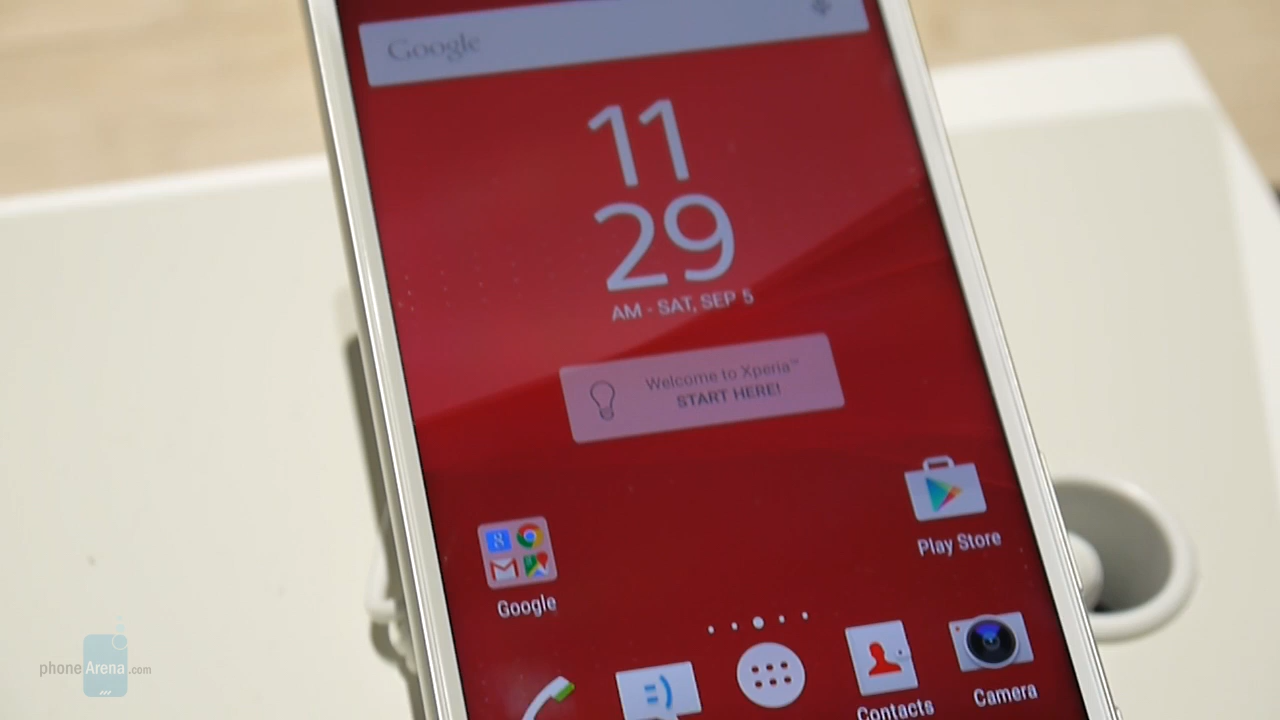 Google
11
29
AM - SAT, SEP 5
Welcome to Xperia™
START HERE!
Play Store
8
Google
Contacts
Camera
phoneArena.com